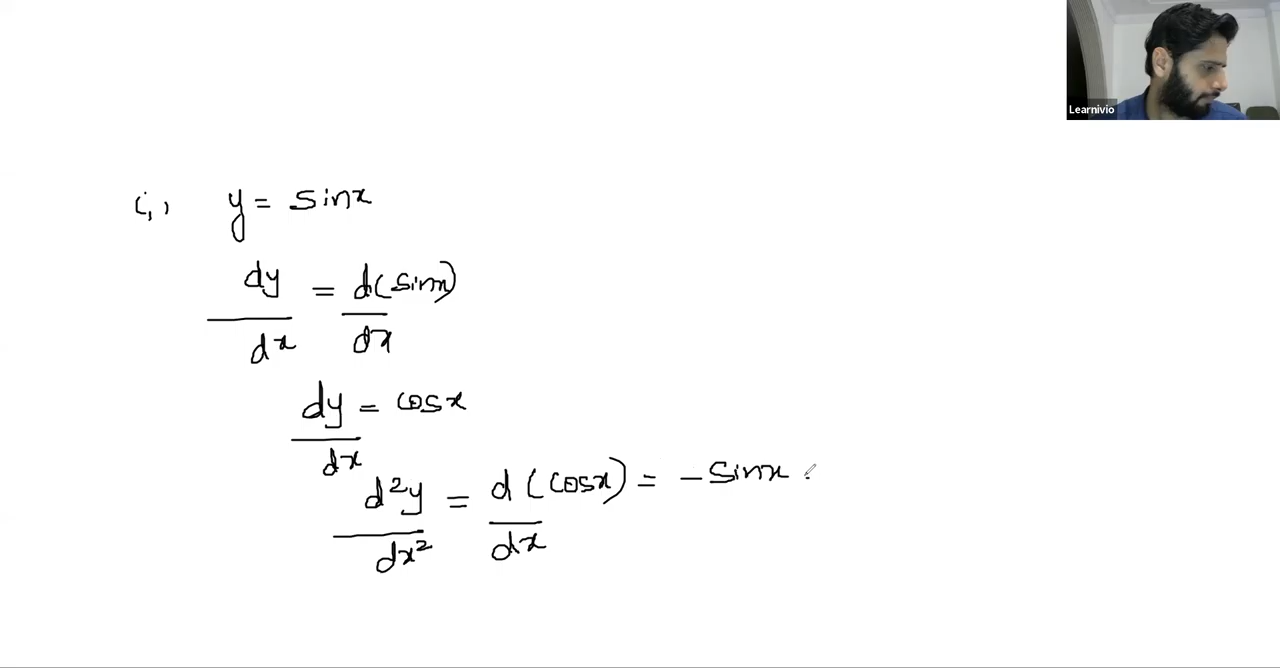 Learnivio
(i) y = sinx
dy/dx = d(sinx)/dx
dy/dx = cosx
d²y/dx² = d(cosx)/dx = -sinx.